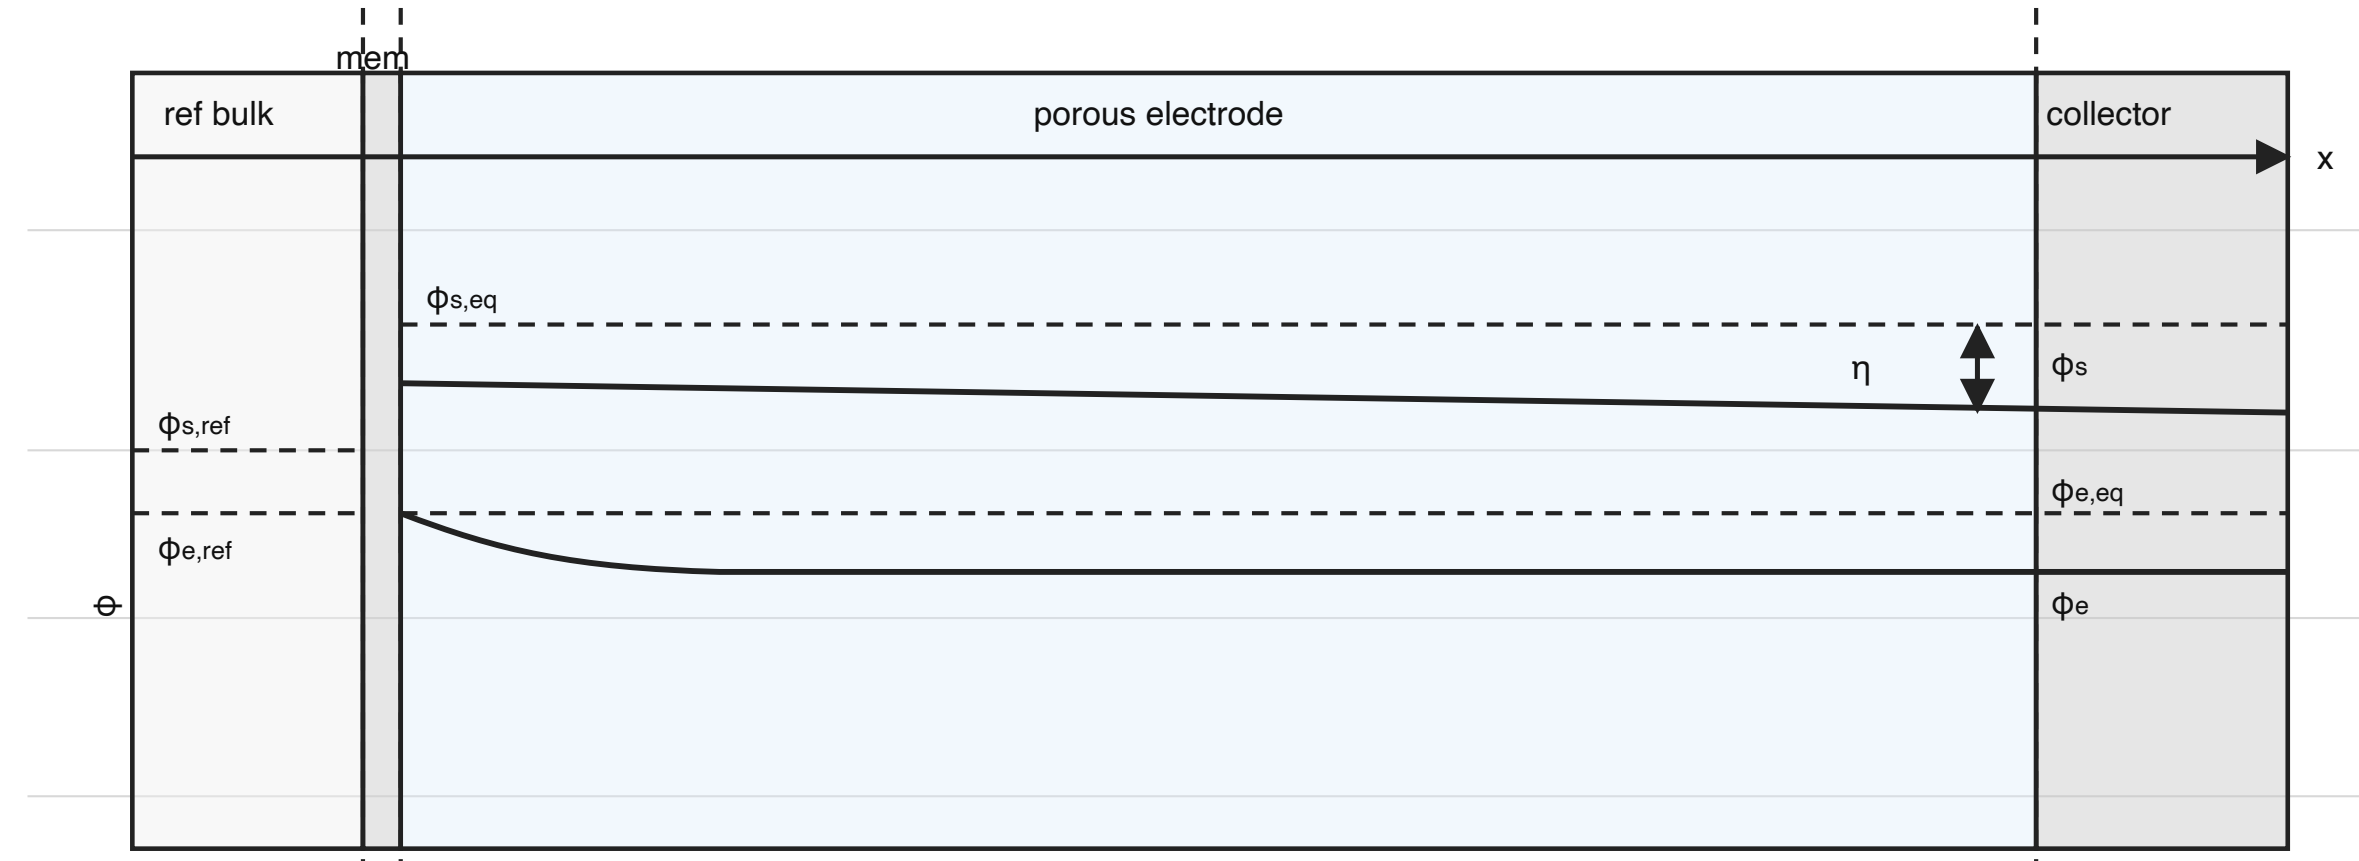 mem
ref bulk
porous electrode
collector
x
Φs,eq
η
Φs
Φs,ref
Φe,eq
Φe,ref
Φ
Φe